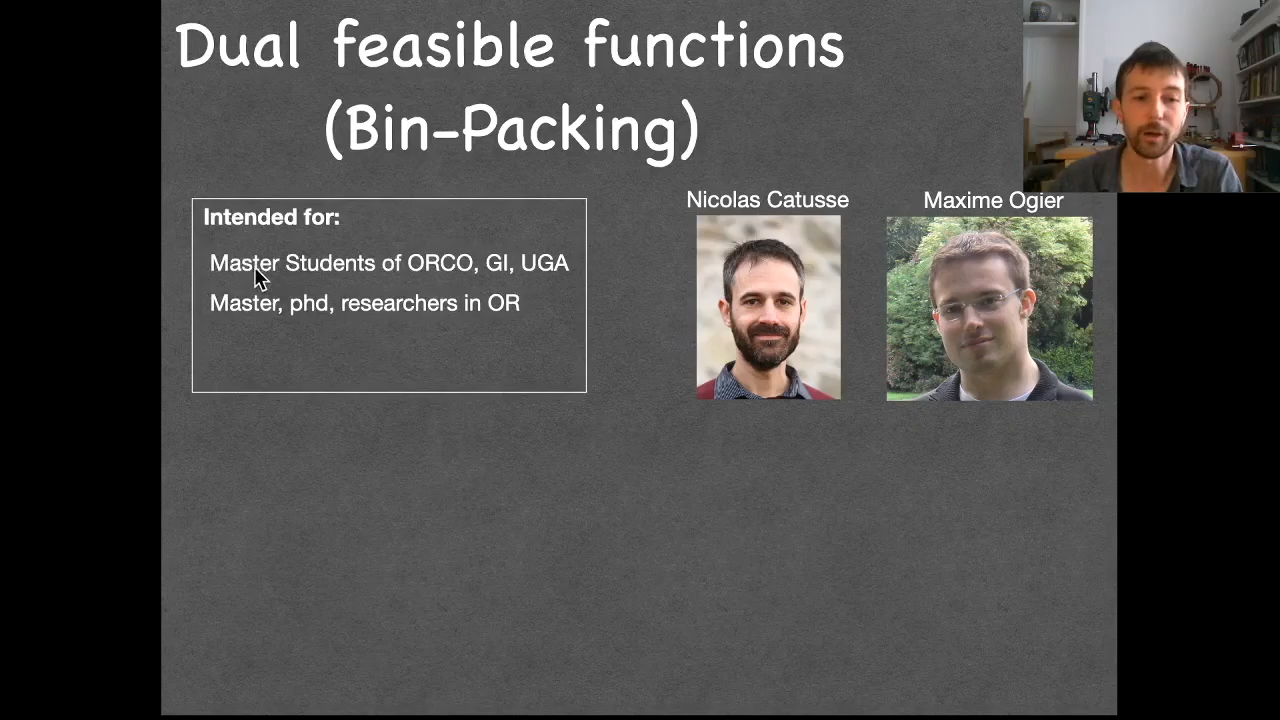 Dual feasible functions
(Bin-Packing)
Intended for:
Master Students of ORCO, GI, UGA
Master, phd, researchers in OR
Nicolas Catusse
Maxime Ogier